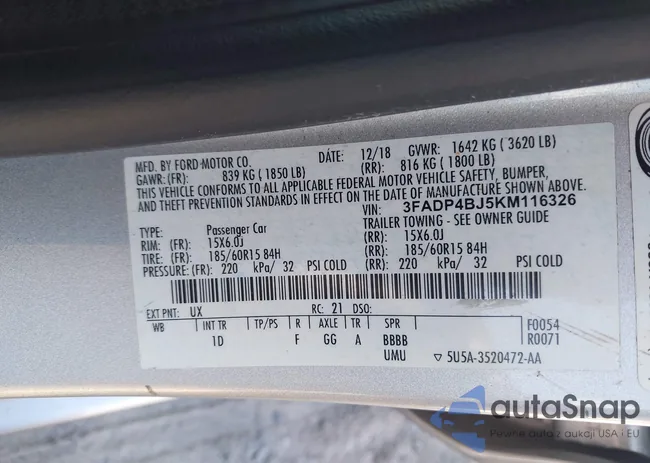 MFD. BY FORD MOTOR CO. DATE: 12/18 GVWR: 1642 KG ( 3620 LB)
GAWR: (FR): 839 KG ( 1850 LB) (RR): 816 KG ( 1800 LB)
THIS VEHICLE CONFORMS TO ALL APPLICABLE FEDERAL MOTOR VEHICLE SAFETY, BUMPER,
AND THEFT PREVENTION STANDARDS IN EFFECT ON THE DATE OF MANUFACTURE SHOWN ABOVE.
VIN: 3FADP4BJ5KM116326
TYPE: Passenger Car TRAILER TOWING - SEE OWNER GUIDE
RIM: (FR): 15X6.0J (RR): 15X6.0J
TIRE: (FR): 185/60R15 84H (RR): 185/60R15 84H
PRESSURE: (FR): 220 kPa/ 32 PSI COLD (RR): 220 kPa/ 32 PSI COLD
EXT PNT: UX RC: 21 DSO:
WB INT TR TP/PS R AXLE TR SPR F0054
1D F GG A BBBB R0071
UMU ▽ 5U5A-3520472-AA
autaSnap
Pewne auto z aukcji USA i EU